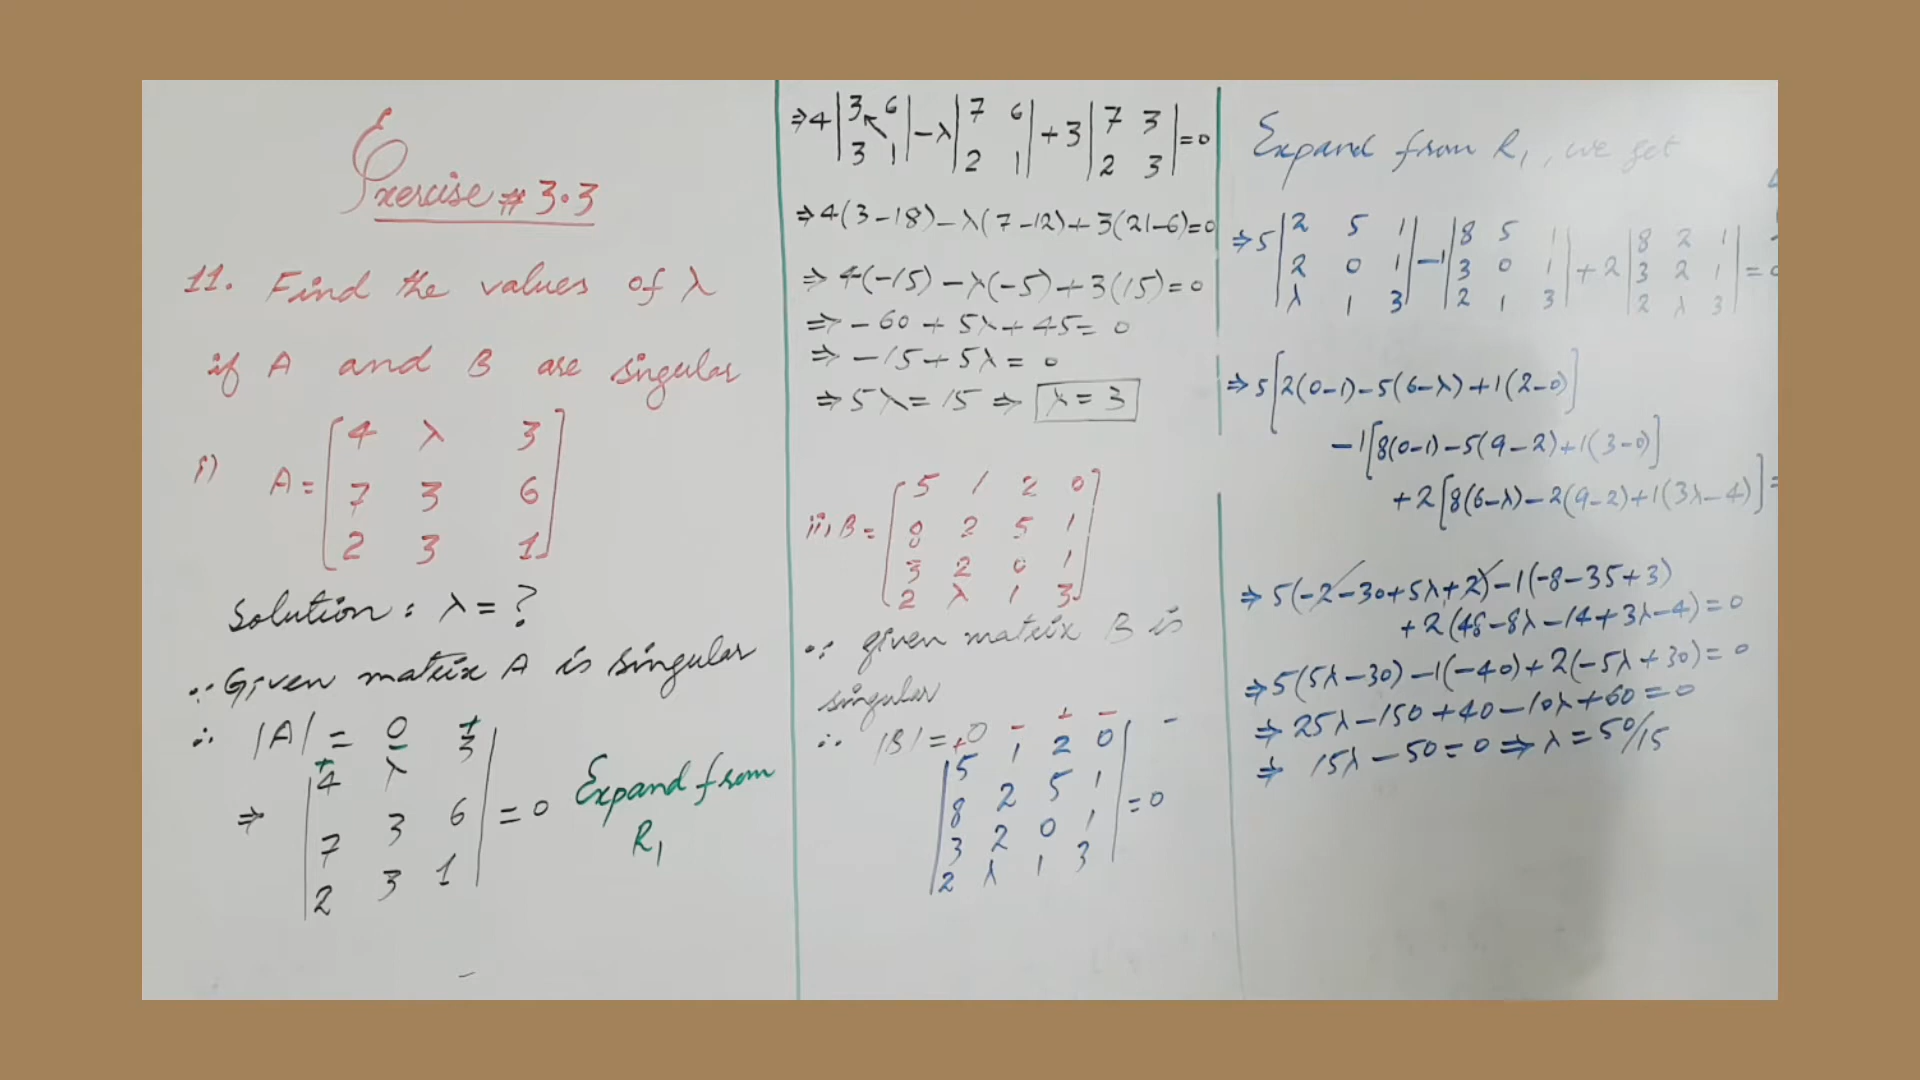 Exercise # 3.3
11. Find the values of λ
if A and B are singular
i) A = [4 λ 3
7 3 6
2 3 1]
Solution: λ = ?
∵ Given matrix A is singular
∴ |A| = 0
+ − +
⇒ |4 λ 3
7 3 6
2 3 1| = 0 Expand from R₁
⇒ 4 |3 6 / 3 1| − λ |7 6 / 2 1| + 3 |7 3 / 2 3| = 0
⇒ 4(3−18) − λ(7−12) + 3(21−6) = 0
⇒ 4(−15) − λ(−5) + 3(15) = 0
⇒ −60 + 5λ + 45 = 0
⇒ −15 + 5λ = 0
⇒ 5λ = 15 ⇒ λ = 3
ii, B = [5 1 2 0
8 2 5 1
3 2 0 1
2 λ 1 3]
∵ given matrix B is
singular
∴ |B| = 0
+ − + −
|5 1 2 0
8 2 5 1
3 2 0 1
2 λ 1 3| = 0
Expand from R₁, we get
⇒ 5 |2 5 1 / 2 0 1 / λ 1 3| − 1 |8 5 1 / 3 0 1 / 2 1 3| + 2 |8 2 1 / 3 2 1 / 2 λ 3| = 0
⇒ 5[2(0−1) − 5(6−λ) + 1(2−0)]
− 1[8(0−1) − 5(9−2) + 1(3−0)]
+ 2[8(6−λ) − 2(9−2) + 1(3λ−4)] =
⇒ 5(−2−30+5λ+2) − 1(−8−35+3)
+ 2(48−8λ−14+3λ−4) = 0
⇒ 5(5λ−30) − 1(−40) + 2(−5λ+30) = 0
⇒ 25λ − 150 + 40 − 10λ + 60 = 0
⇒ 15λ − 50 = 0 ⇒ λ = 50/15